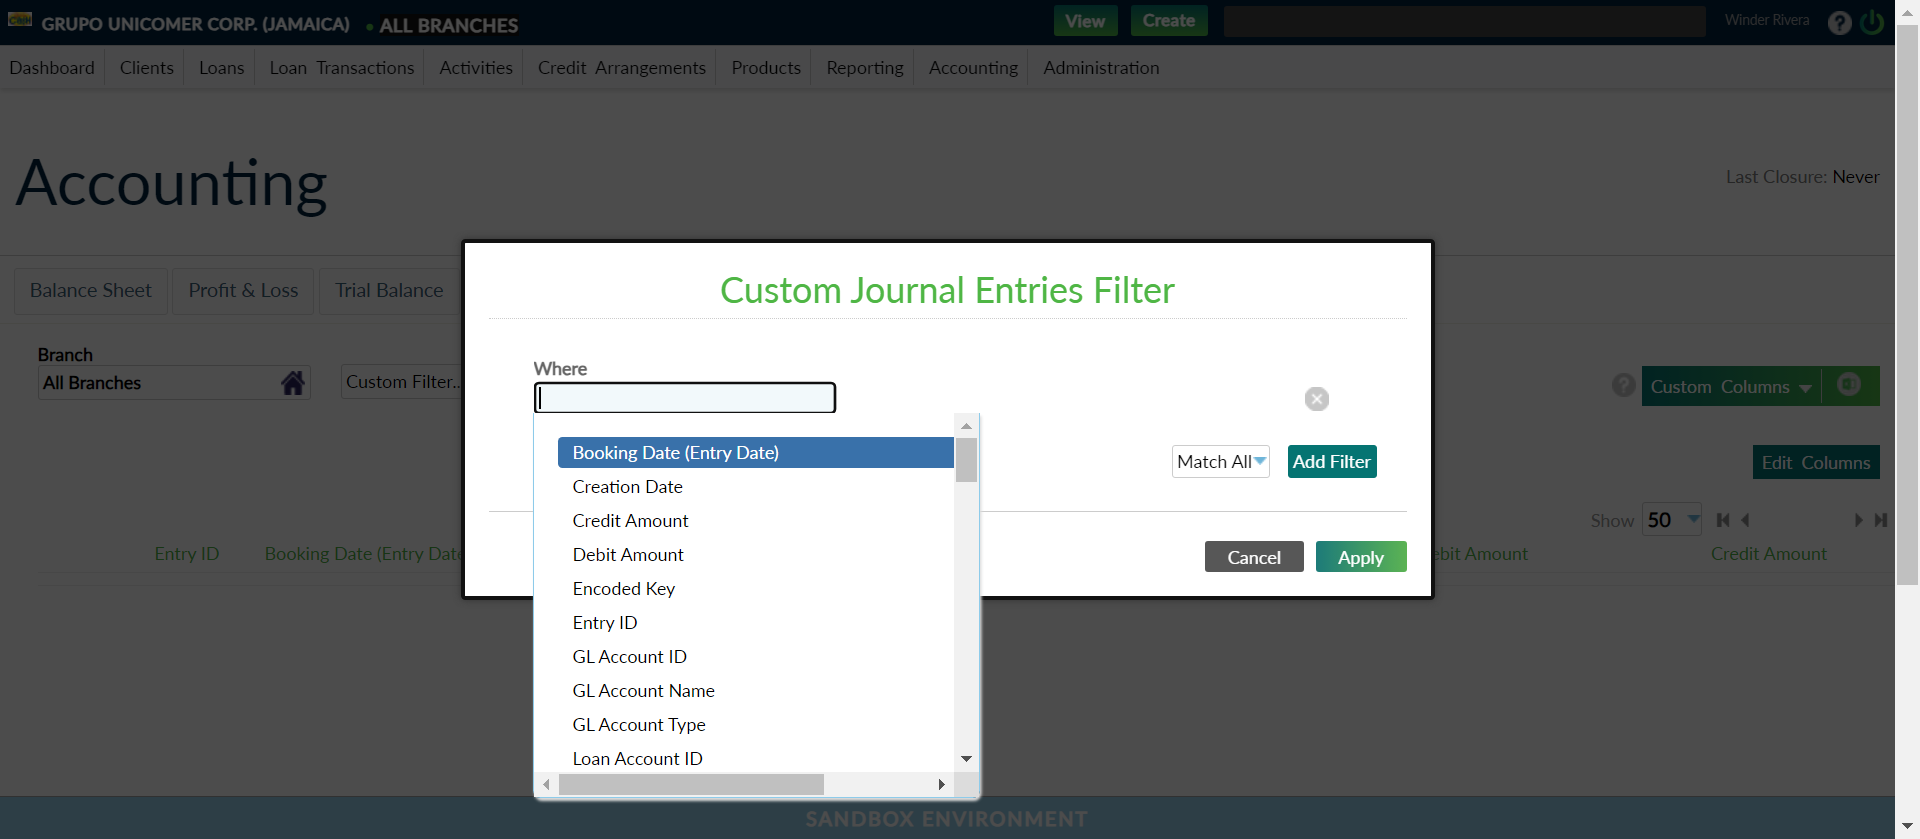 GRUPO UNICOMER CORP. (JAMAICA) • ALL BRANCHES View Create Winder Rivera ?
Dashboard Clients Loans Loan Transactions Activities Credit Arrangements Products Reporting Accounting Administration
Accounting
Last Closure: Never
Balance Sheet Profit & Loss Trial Balance
Custom Journal Entries Filter
Branch
All Branches
Custom Filter...
Where
? Custom Columns
Booking Date (Entry Date)
Creation Date
Credit Amount
Debit Amount
Encoded Key
Entry ID
GL Account ID
GL Account Name
GL Account Type
Loan Account ID
Match All Add Filter
Edit Columns
Show 50
Cancel Apply
Entry ID Booking Date (Entry Date ebit Amount Credit Amount
SANDBOX ENVIRONMENT